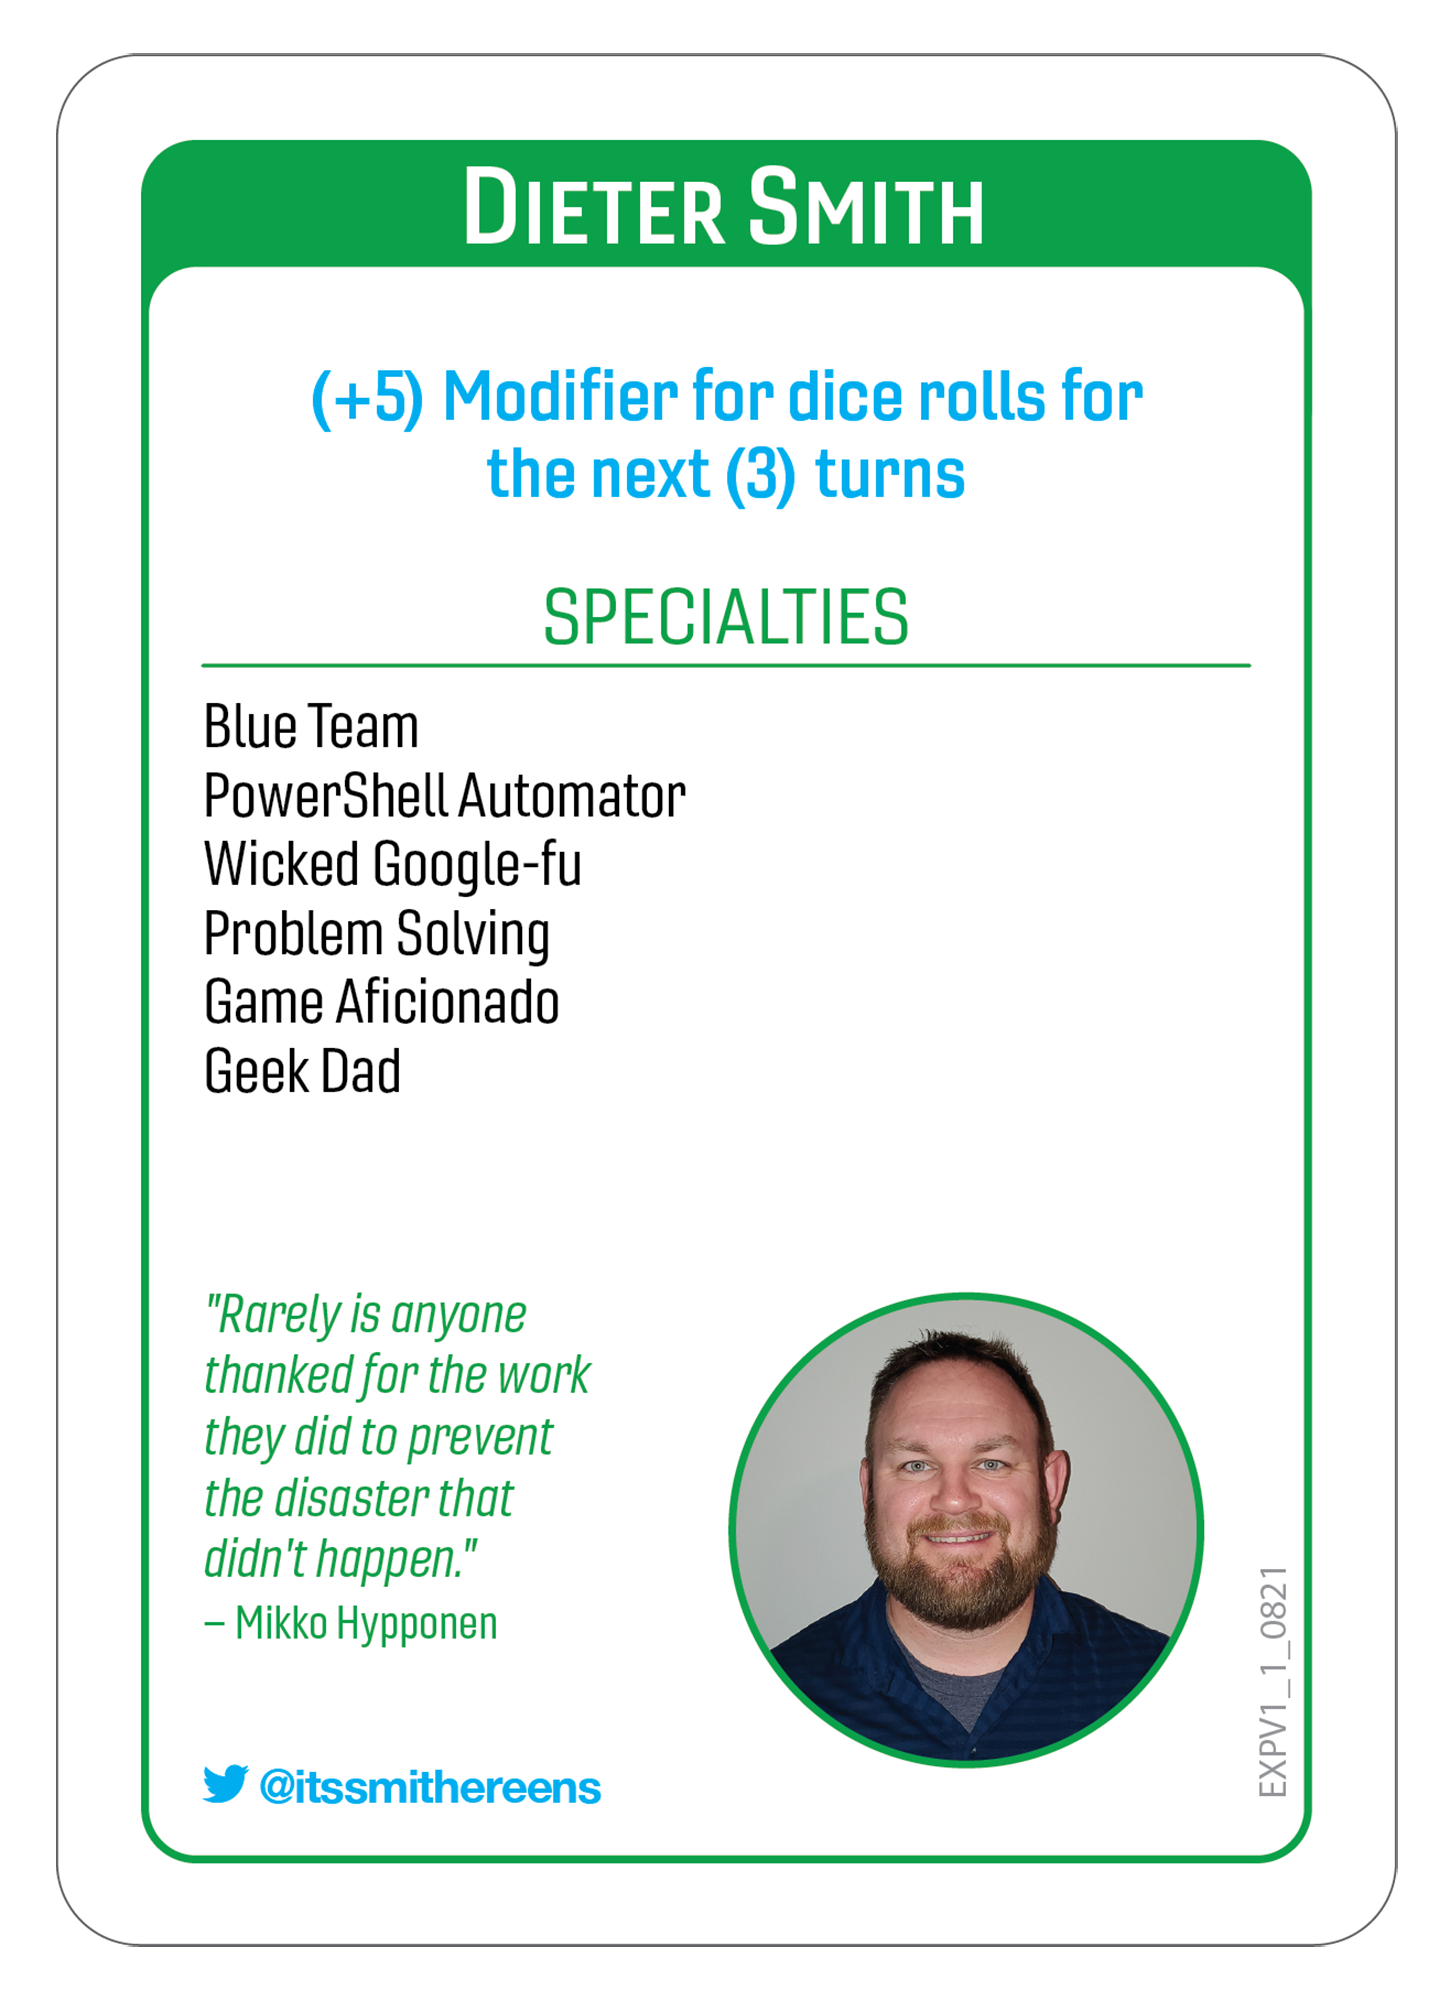 DIETER SMITH
(+5) Modifier for dice rolls for
the next (3) turns
SPECIALTIES
Blue Team
PowerShell Automator
Wicked Google-fu
Problem Solving
Game Aficionado
Geek Dad
"Rarely is anyone
thanked for the work
they did to prevent
the disaster that
didn't happen."
– Mikko Hypponen
@itssmithereens
EXPV1_1_0821